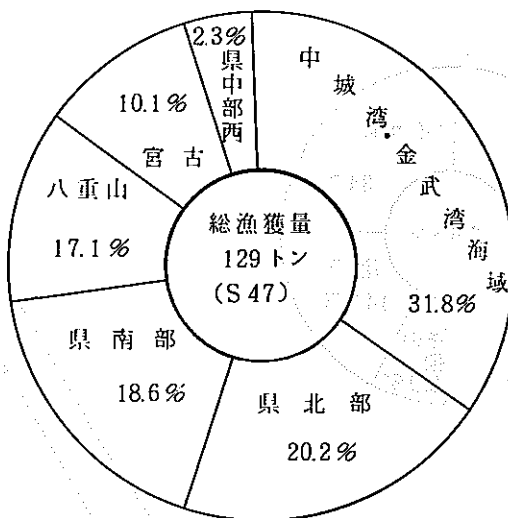 総漁獲量
129トン
(S47)
中城湾・金武湾海域
31.8%
県北部
20.2%
県南部
18.6%
八重山
17.1%
宮古
10.1%
県中部西
2.3%